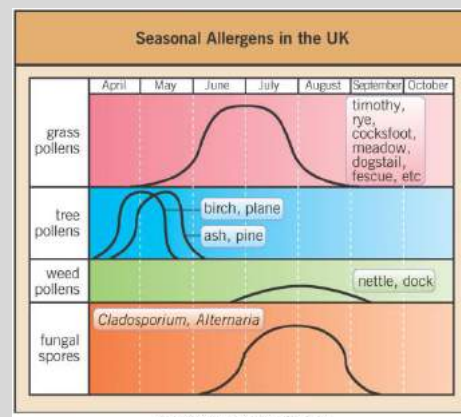 Seasonal Allergens in the UK
April May June July August September October
grass
pollens
timothy,
rye,
cocksfoot,
meadow,
dogstail,
fescue, etc
tree
pollens
birch, plane
ash, pine
weed
pollens
nettle, dock
fungal
spores
Cladosporium, Alternaria